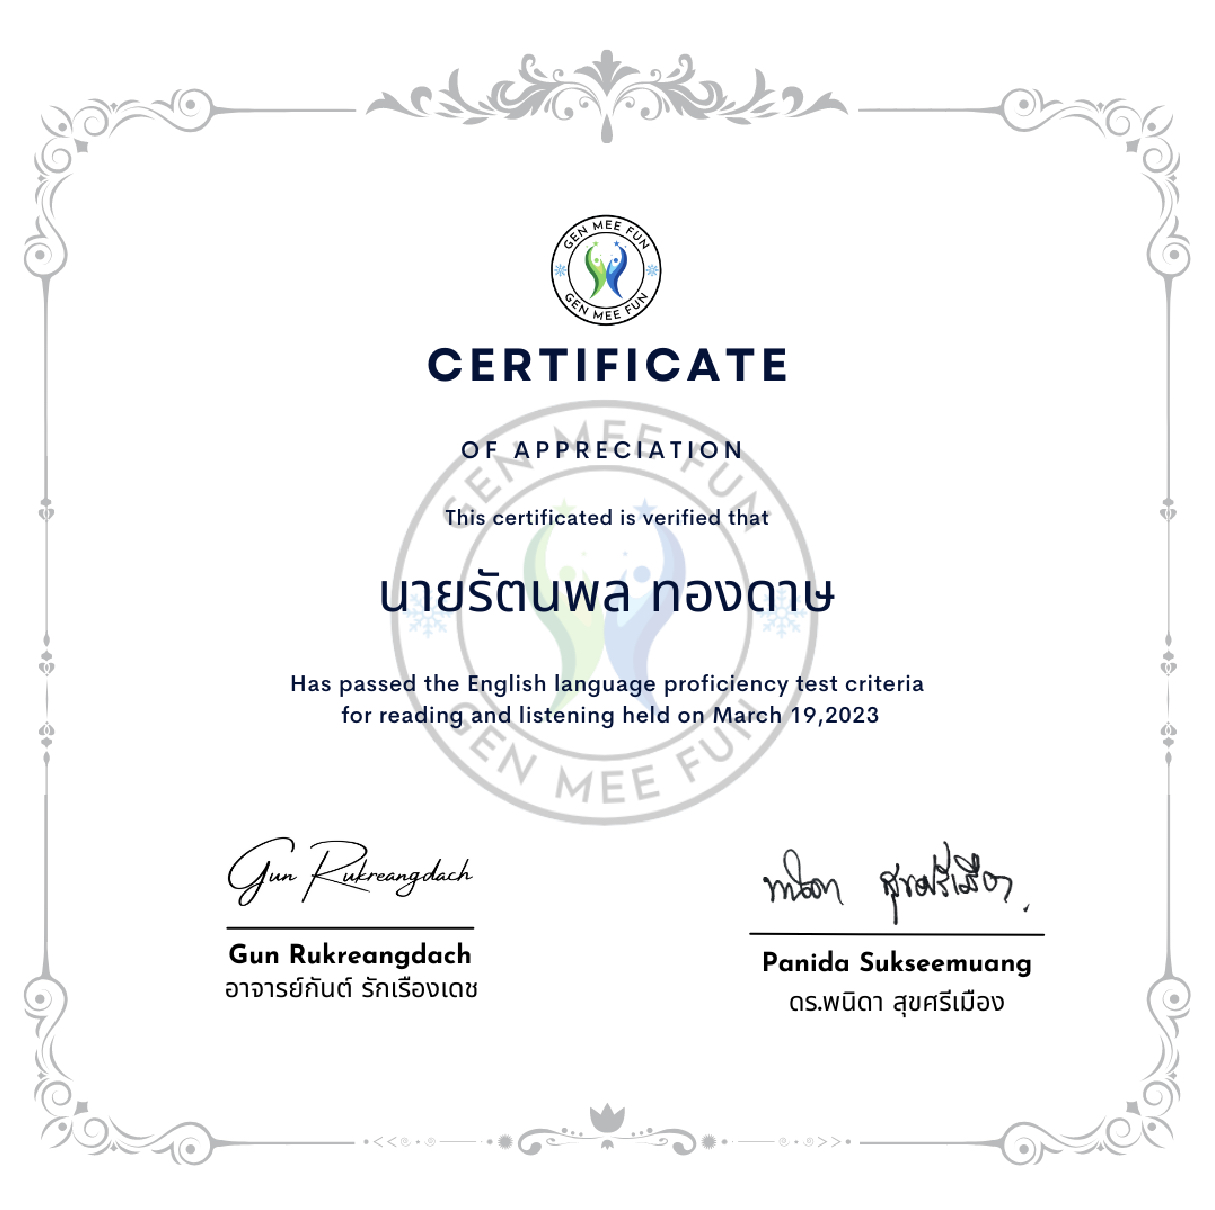 GEN MEE FUN
GEN MEE FUN
CERTIFICATE
OF APPRECIATION
GEN MEE FUN
This certificated is verified that
นายรัตนพล ทองดาษ
Has passed the English language proficiency test criteria
for reading and listening held on March 19,2023
GEN MEE FUN
Gun Rukreangdach
พนิดา สุขศรีเมือง
Gun Rukreangdach
อาจารย์กันต์ รักเรืองเดช
Panida Sukseemuang
ดร.พนิดา สุขศรีเมือง